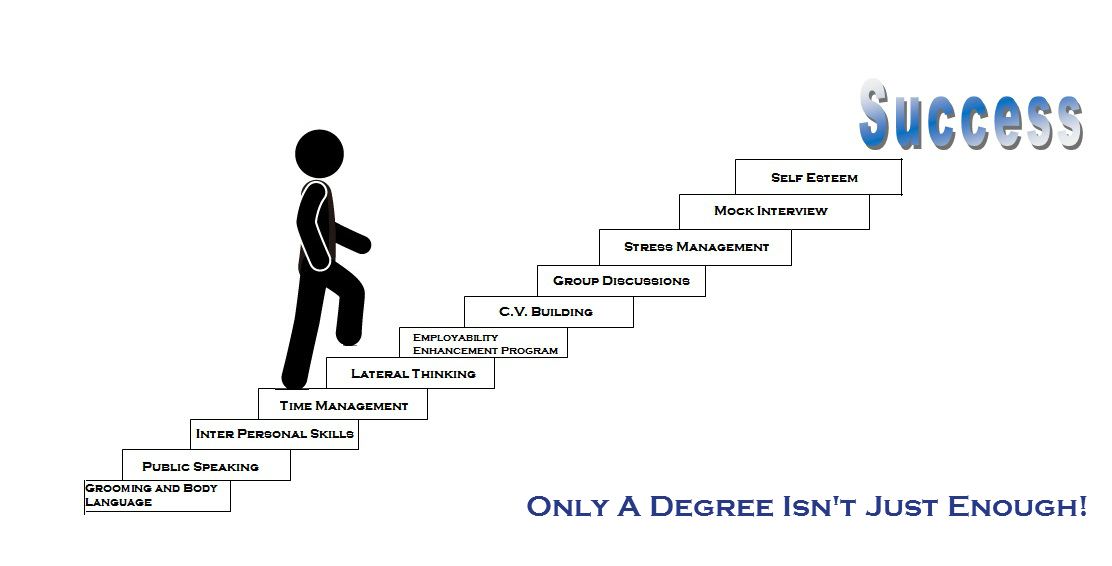 Success
Self Esteem
Mock Interview
Stress Management
Group Discussions
C.V. Building
Employability
Enhancement Program
Lateral Thinking
Time Management
Inter Personal Skills
Public Speaking
Grooming and Body
Language
Only A Degree Isn't Just Enough!